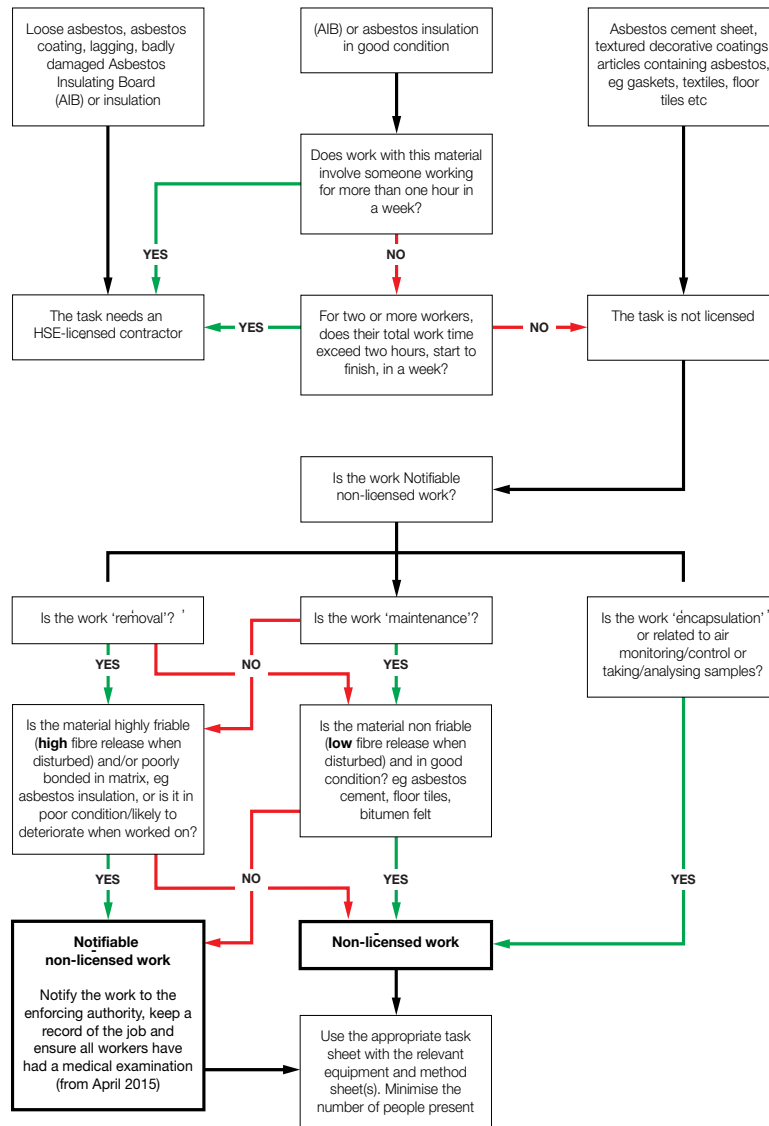 Loose asbestos, asbestos
coating, lagging, badly
damaged Asbestos
Insulating Board
(AIB) or insulation
(AIB) or asbestos insulation
in good condition
Asbestos cement sheet,
textured decorative coatings
articles containing asbestos,
eg gaskets, textiles, floor
tiles etc
Does work with this material
involve someone working
for more than one hour in
a week?
YES
NO
The task needs an
HSE-licensed contractor
YES
For two or more workers,
does their total work time
exceed two hours, start to
finish, in a week?
NO
The task is not licensed
Is the work Notifiable
non-licensed work?
Is the work ‘removal’? ’
Is the work ‘maintenance’?
Is the work ‘encapsulation’ ’
or related to air
monitoring/control or
taking/analysing samples?
YES
NO
YES
Is the material highly friable
(high fibre release when
disturbed) and/or poorly
bonded in matrix, eg
asbestos insulation, or is it in
poor condition/likely to
deteriorate when worked on?
Is the material non friable
(low fibre release when
disturbed) and in good
condition? eg asbestos
cement, floor tiles,
bitumen felt
YES
NO
YES
YES
Notifiable
non-licensed work
Notify the work to the
enforcing authority, keep a
record of the job and
ensure all workers have
had a medical examination
(from April 2015)
Non-licensed work
Use the appropriate task
sheet with the relevant
equipment and method
sheet(s). Minimise the
number of people present